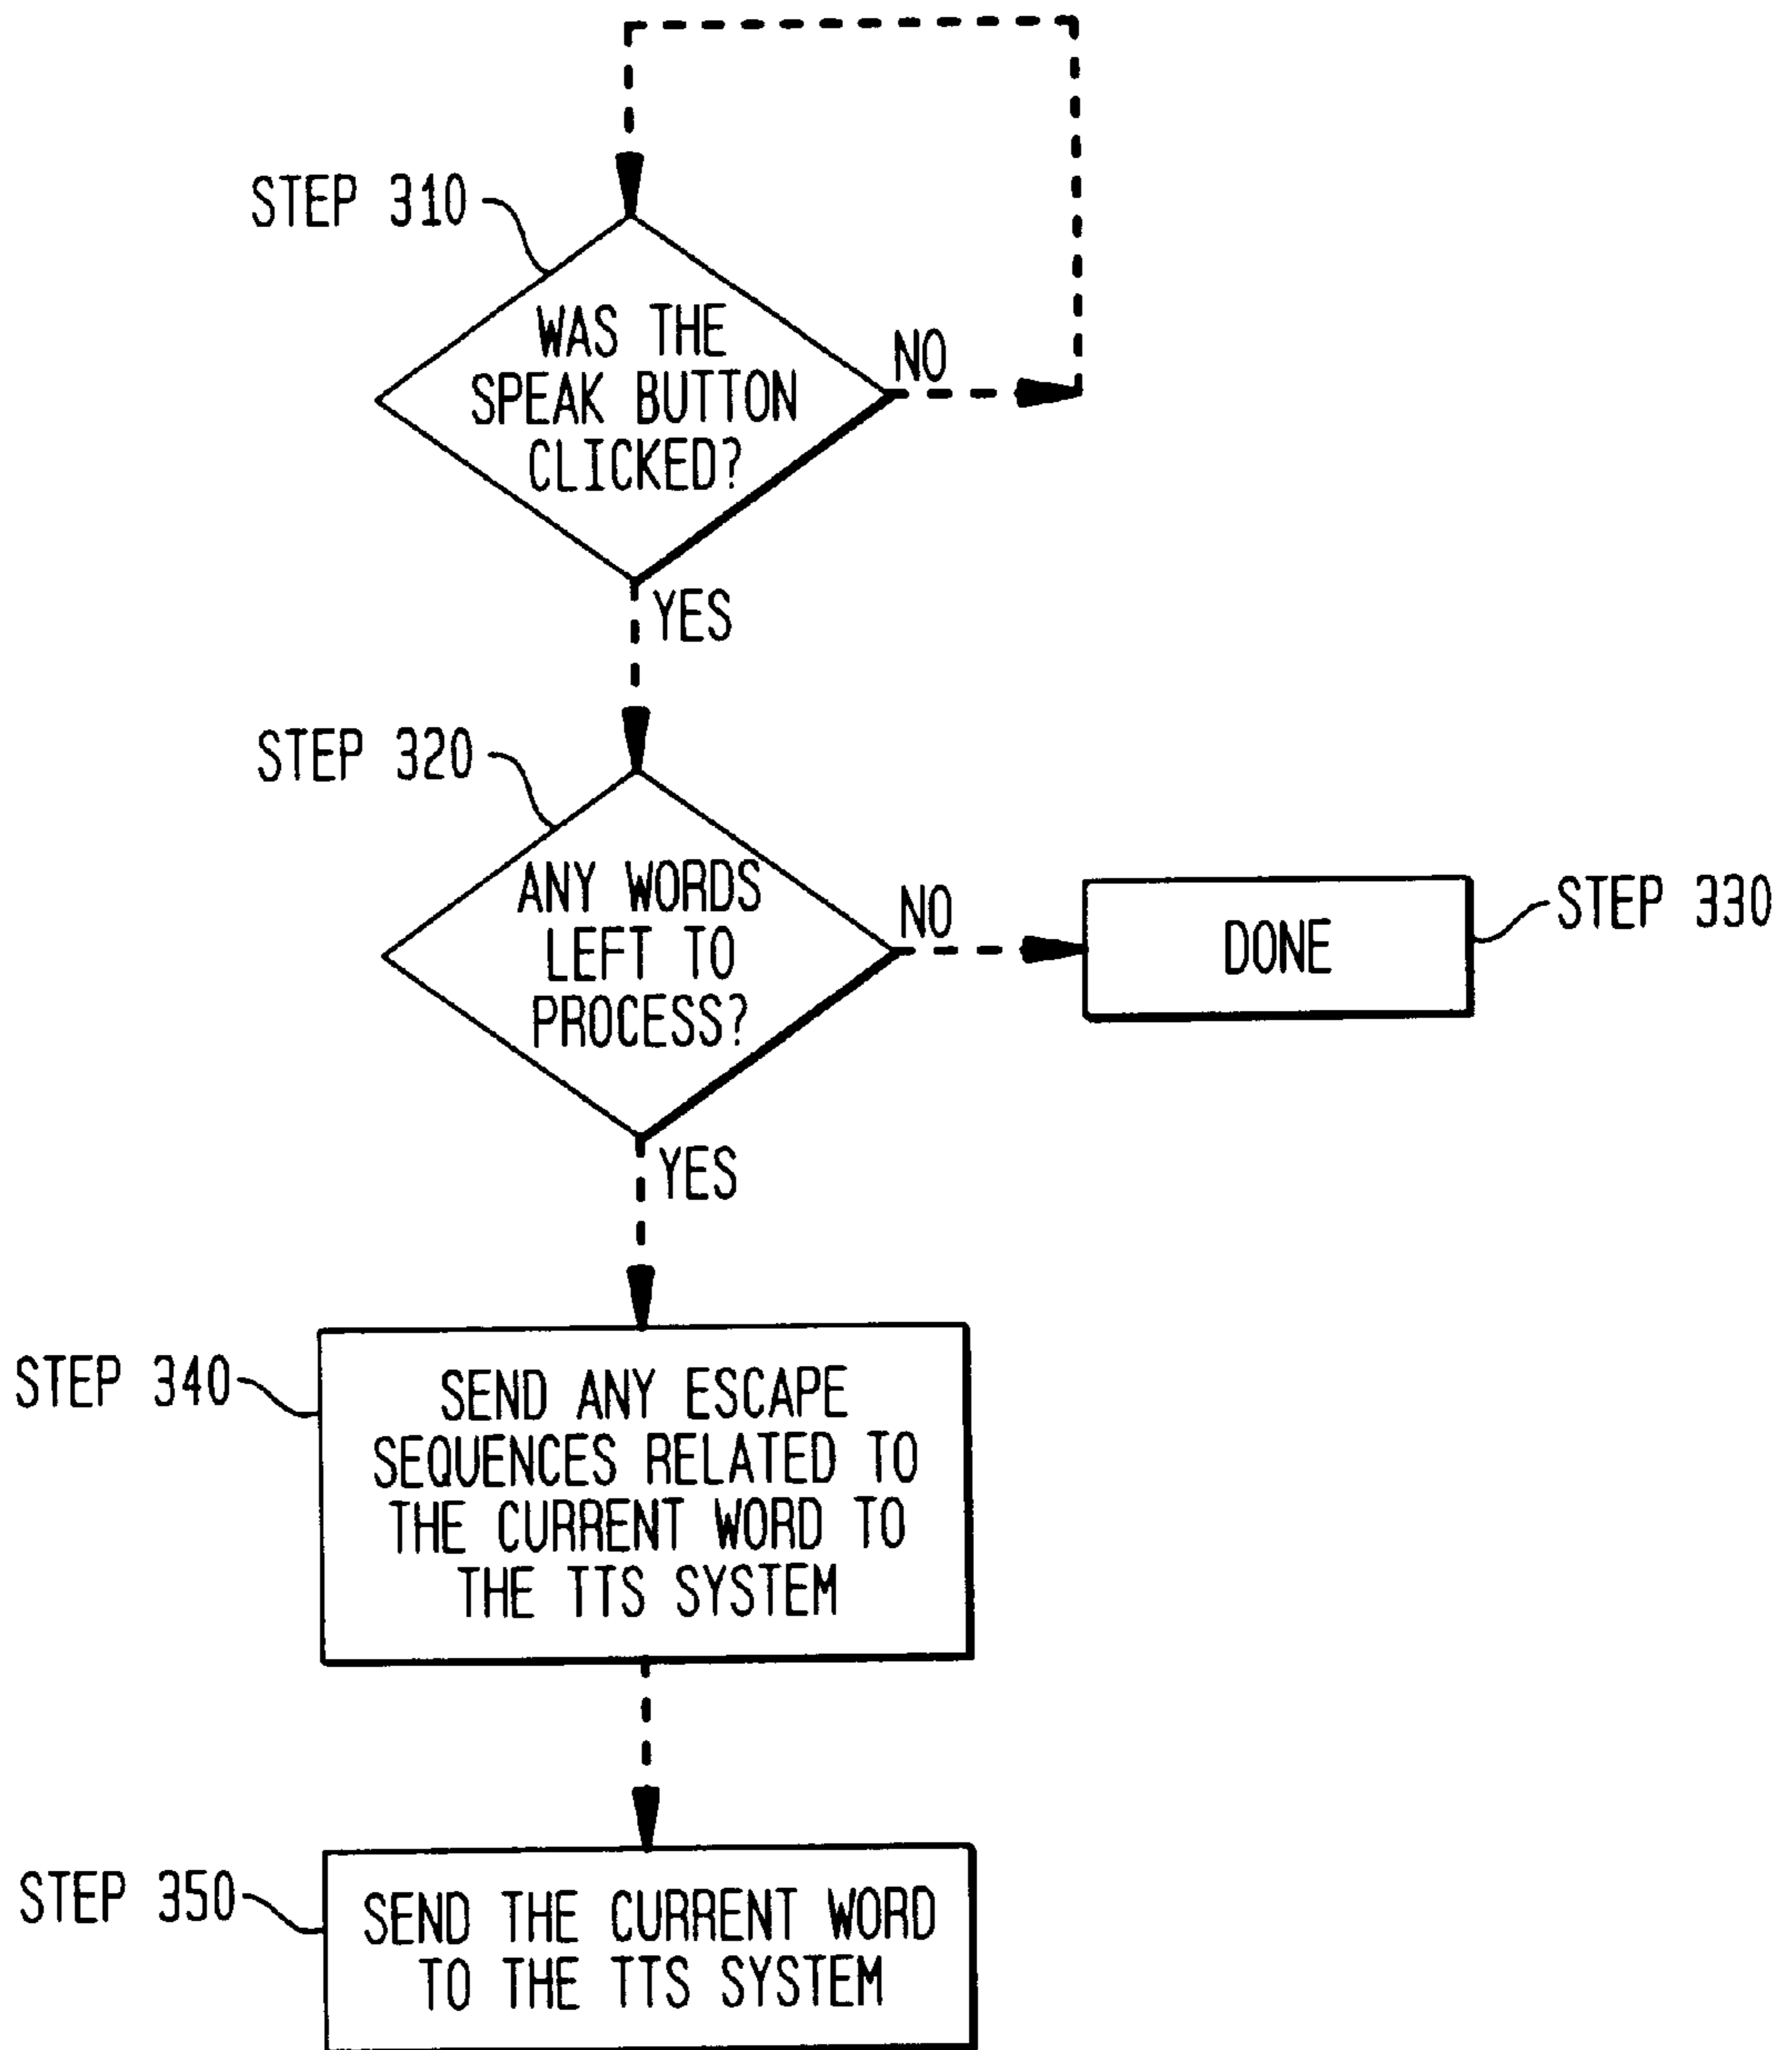 STEP 310
WAS THE
SPEAK BUTTON
CLICKED?
NO
YES
STEP 320
ANY WORDS
LEFT TO
PROCESS?
NO
DONE
STEP 330
YES
STEP 340
SEND ANY ESCAPE
SEQUENCES RELATED TO
THE CURRENT WORD TO
THE TTS SYSTEM
STEP 350
SEND THE CURRENT WORD
TO THE TTS SYSTEM